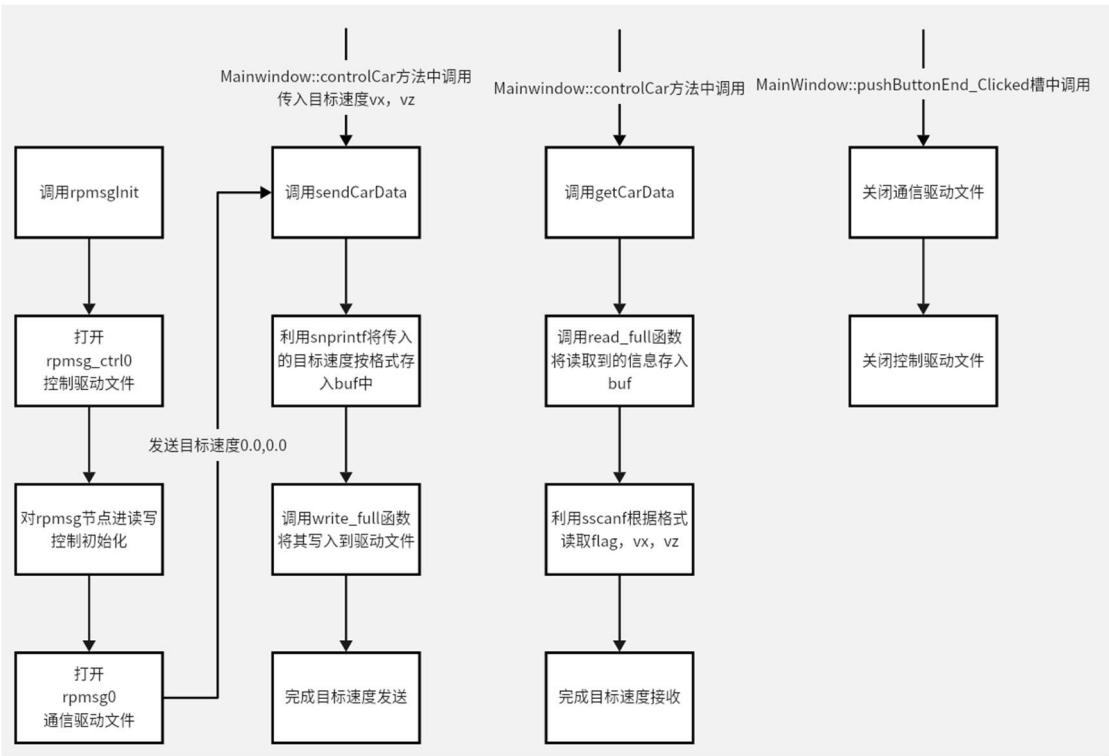 Mainwindow::controlCar方法中调用
传入目标速度vx，vz
Mainwindow::controlCar方法中调用
MainWindow::pushButtonEnd_Clicked槽中调用
调用rpmsgInit
打开
rpmsg_ctrl0
控制驱动文件
对rpmsg节点进读写
控制初始化
打开
rpmsg0
通信驱动文件
发送目标速度0.0,0.0
调用sendCarData
利用snprintf将传入
的目标速度按格式存
入buf中
调用write_full函数
将其写入到驱动文件
完成目标速度发送
调用getCarData
调用read_full函数
将读取到的信息存入
buf
利用sscanf根据格式
读取flag，vx，vz
完成目标速度接收
关闭通信驱动文件
关闭控制驱动文件